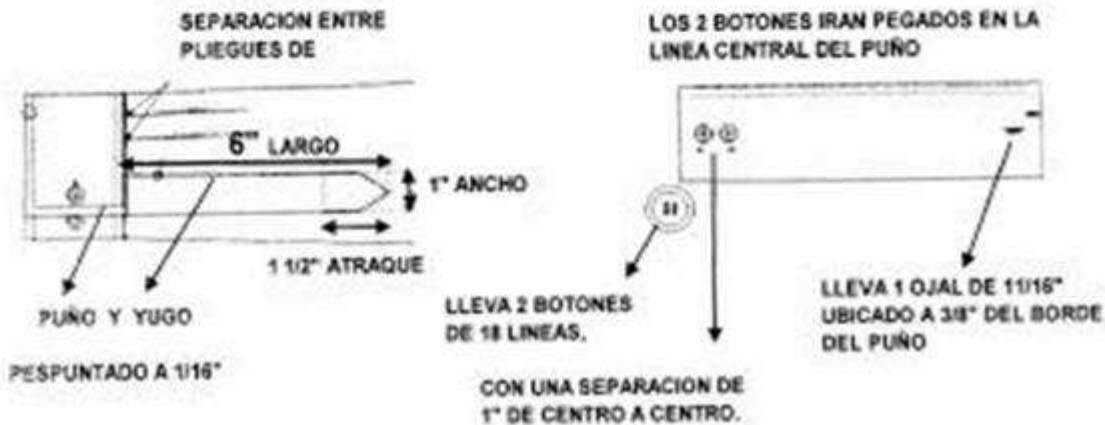 SEPARACION ENTRE
PLIEGUES DE
6" LARGO
1" ANCHO
1 1/2" ATRAQUE
PUÑO Y YUGO
PESPUNTADO A 1/16"
LOS 2 BOTONES IRAN PEGADOS EN LA
LINEA CENTRAL DEL PUÑO
LLEVA 2 BOTONES
DE 18 LINEAS,
CON UNA SEPARACION DE
1" DE CENTRO A CENTRO.
LLEVA 1 OJAL DE 11/16"
UBICADO A 3/8" DEL BORDE
DEL PUÑO